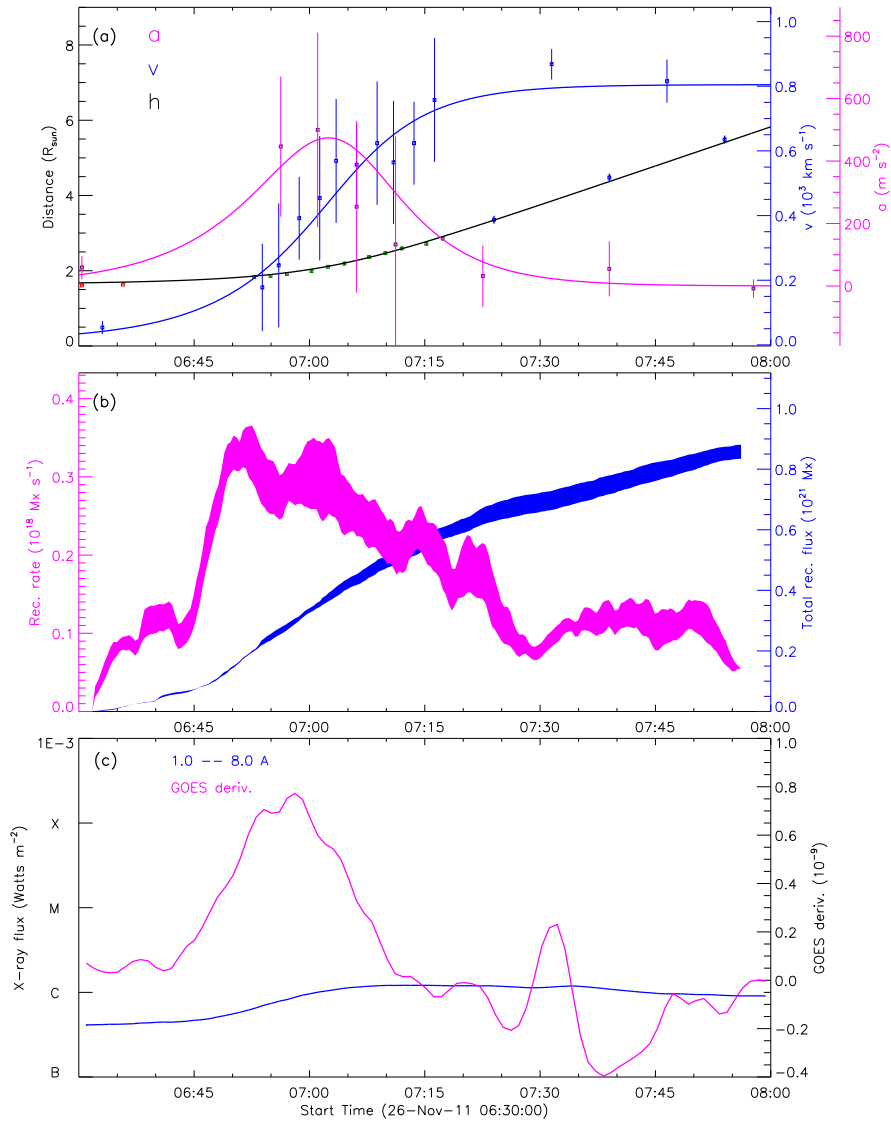 (a)
a
v
h
8
6
4
2
0
Distance (R_sun)
1.0
0.8
0.6
0.4
0.2
0.0
v (10³ km s⁻¹)
800
600
400
200
0
a (m s⁻²)
06:45 07:00 07:15 07:30 07:45 08:00
(b)
0.4
0.3
0.2
0.1
0.0
Rec. rate (10¹⁸ Mx s⁻¹)
1.0
0.8
0.6
0.4
0.2
0.0
Total rec. flux (10²¹ Mx)
06:45 07:00 07:15 07:30 07:45 08:00
(c)
1.0 -- 8.0 A
GOES deriv.
1E-3
X
M
C
B
X-ray flux (Watts m⁻²)
1.0
0.8
0.6
0.4
0.2
0.0
-0.2
-0.4
GOES deriv. (10⁻⁹)
06:45 07:00 07:15 07:30 07:45 08:00
Start Time (26-Nov-11 06:30:00)